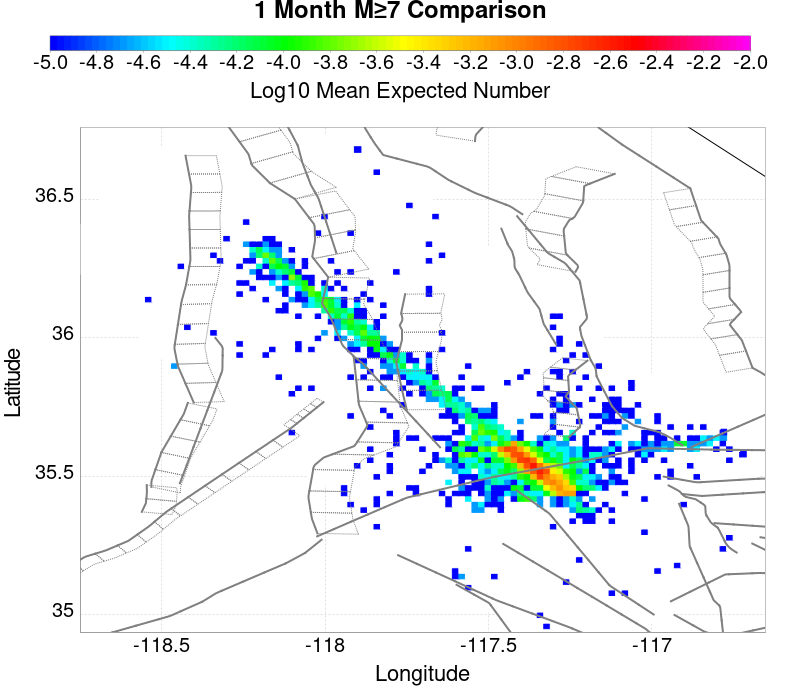 1 Month M≥7 Comparison
-5.0 -4.8 -4.6 -4.4 -4.2 -4.0 -3.8 -3.6 -3.4 -3.2 -3.0 -2.8 -2.6 -2.4 -2.2 -2.0
Log10 Mean Expected Number
36.5
36
35.5
35
Latitude
-118.5 -118 -117.5 -117
Longitude